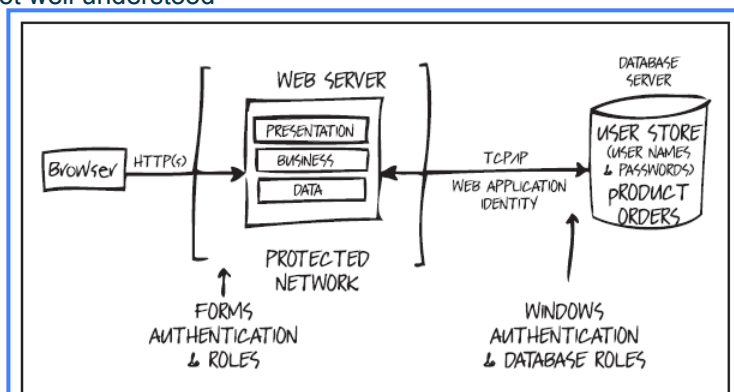 not well understood
WEB SERVER
DATABASE
SERVER
PRESENTATION
BUSINESS
DATA
Browser
HTTP(s)
TCP/IP
WEB APPLICATION
IDENTITY
USER STORE
(USER NAMES
& PASSWORDS)
PRODUCT
ORDERS
PROTECTED
NETWORK
FORMS
AUTHENTICATION
& ROLES
WINDOWS
AUTHENTICATION
& DATABASE ROLES